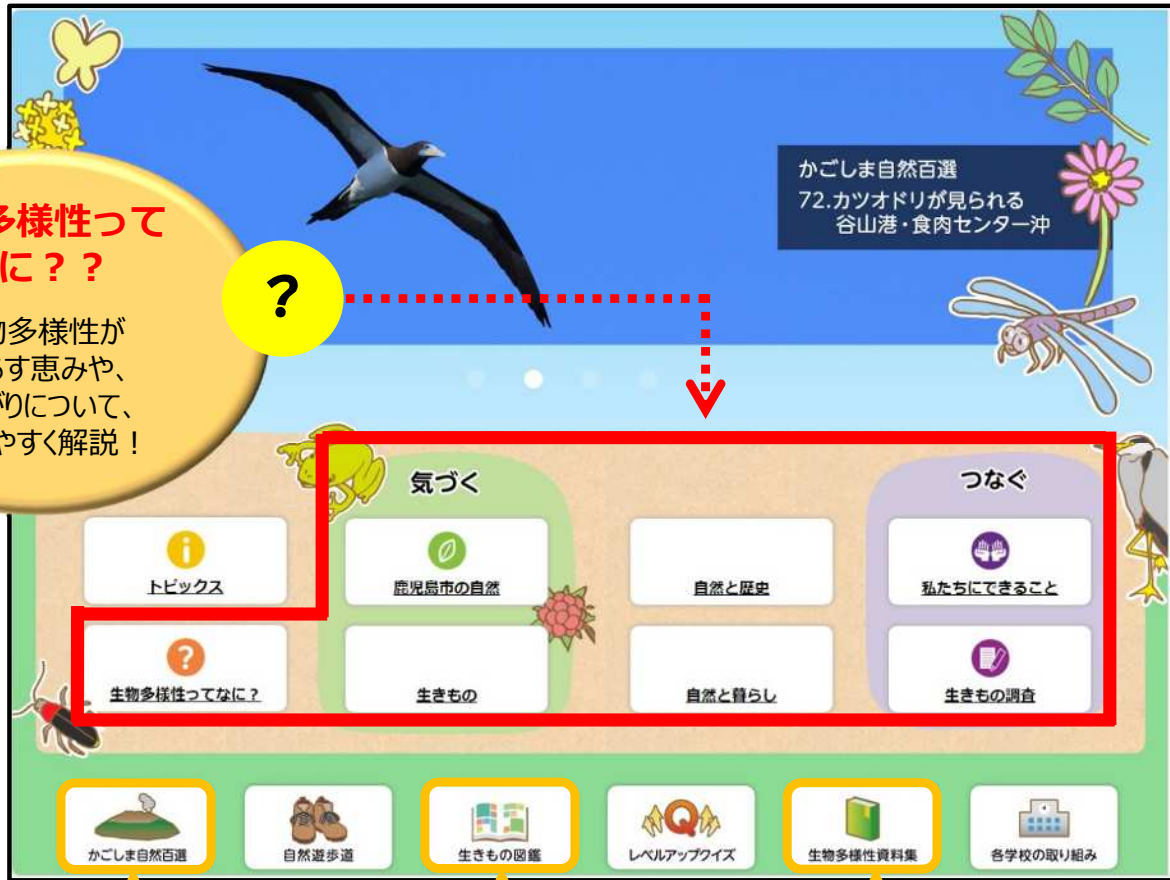 かごしま自然百選
72.カツオドリが見られる
谷山港・食肉センター沖
多様性って
に？？
?
物多様性が
らす恵みや、
がりについて、
やすく解説！
気づく
つなぐ
トピックス
鹿児島市の自然
自然と歴史
私たちにできること
?
生物多様性ってなに？
生きもの
自然と暮らし
生きもの調査
かごしま自然百選
自然遊歩道
生きもの図鑑
Q
レベルアップクイズ
生物多様性資料集
各学校の取り組み